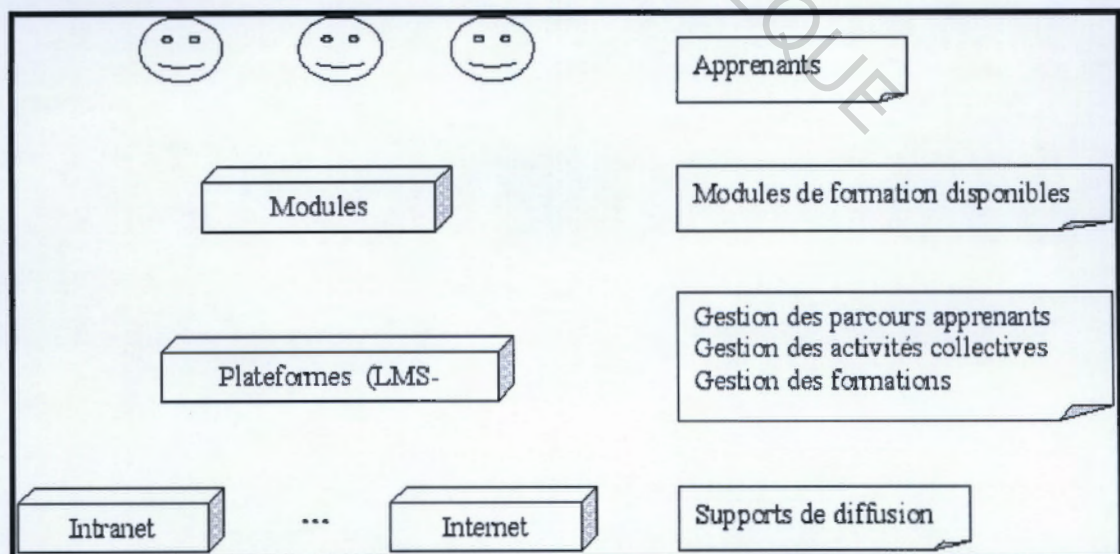 QUE
Apprenants
Modules
Modules de formation disponibles
Plateformes (LMS-
Gestion des parcours apprenants
Gestion des activités collectives
Gestion des formations
Intranet
...
Internet
Supports de diffusion